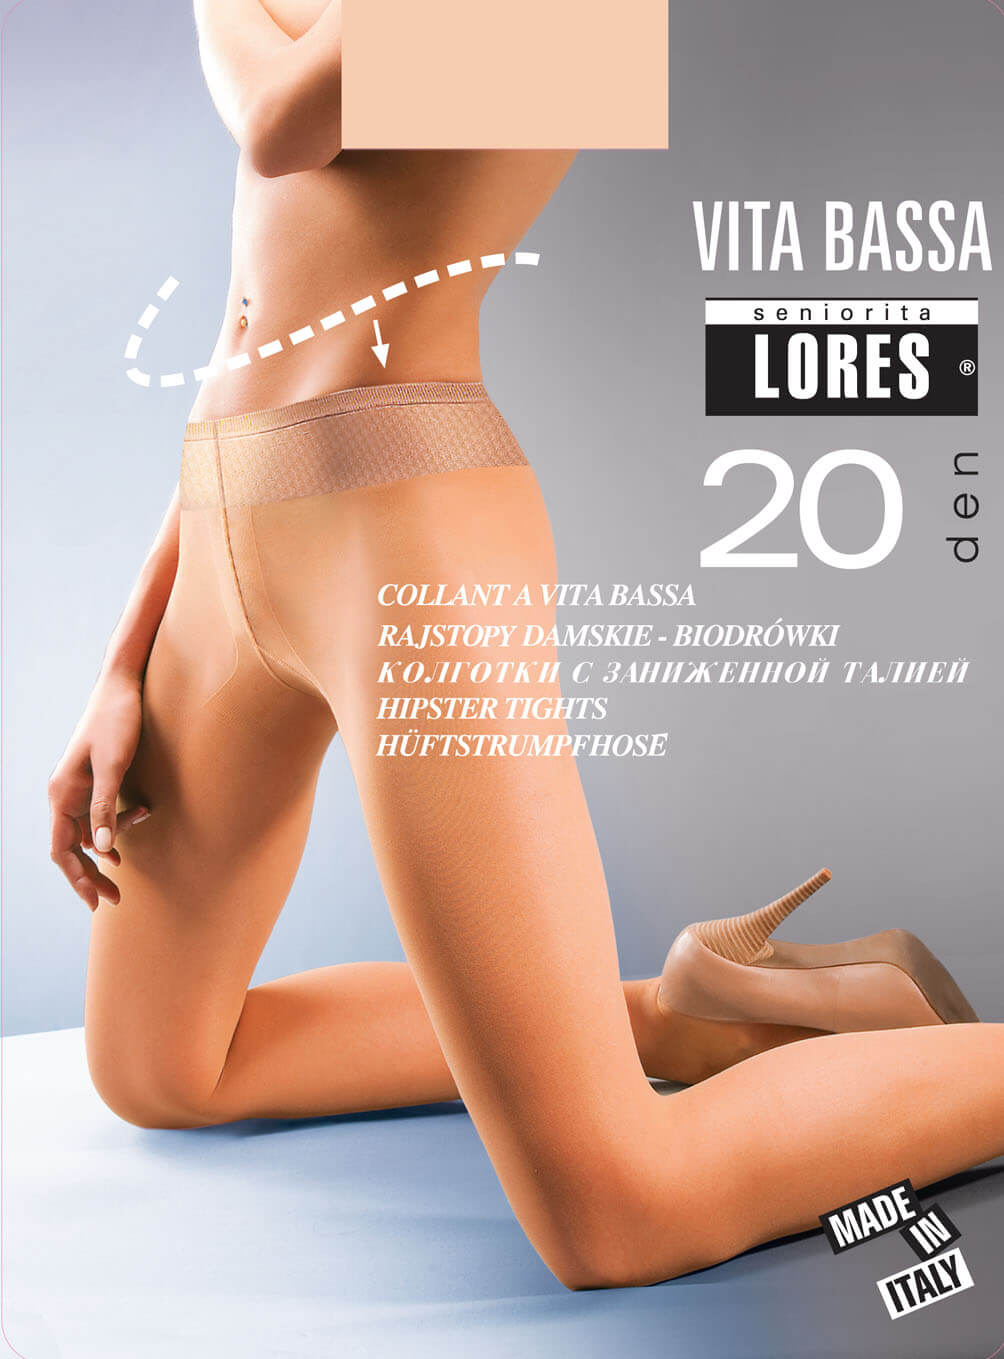 VITA BASSA
seniorita
LORES ®
20 den
COLLANT A VITA BASSA
RAJSTOPY DAMSKIE - BIODRÓWKI
КОЛГОТКИ С ЗАНИЖЕННОЙ ТАЛИЕЙ
HIPSTER TIGHTS
HÜFTSTRUMPFHOSE
MADE
IN
ITALY